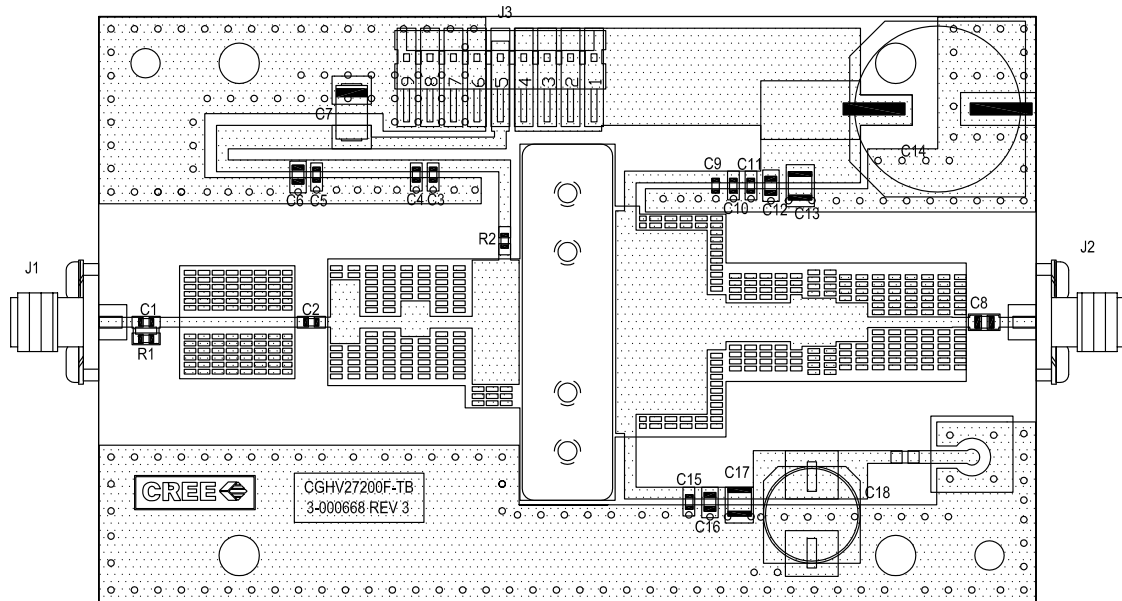 J3
9 8 7 6 5 4 3 2 1
C7
C14
C6 C5 C4 C3
C9 C11
C10 C12 C13
R2
J1
J2
C1
C2
C8
R1
C15 C17
C16
C18
CREE
CGHV27200F-TB
3-000668 REV 3